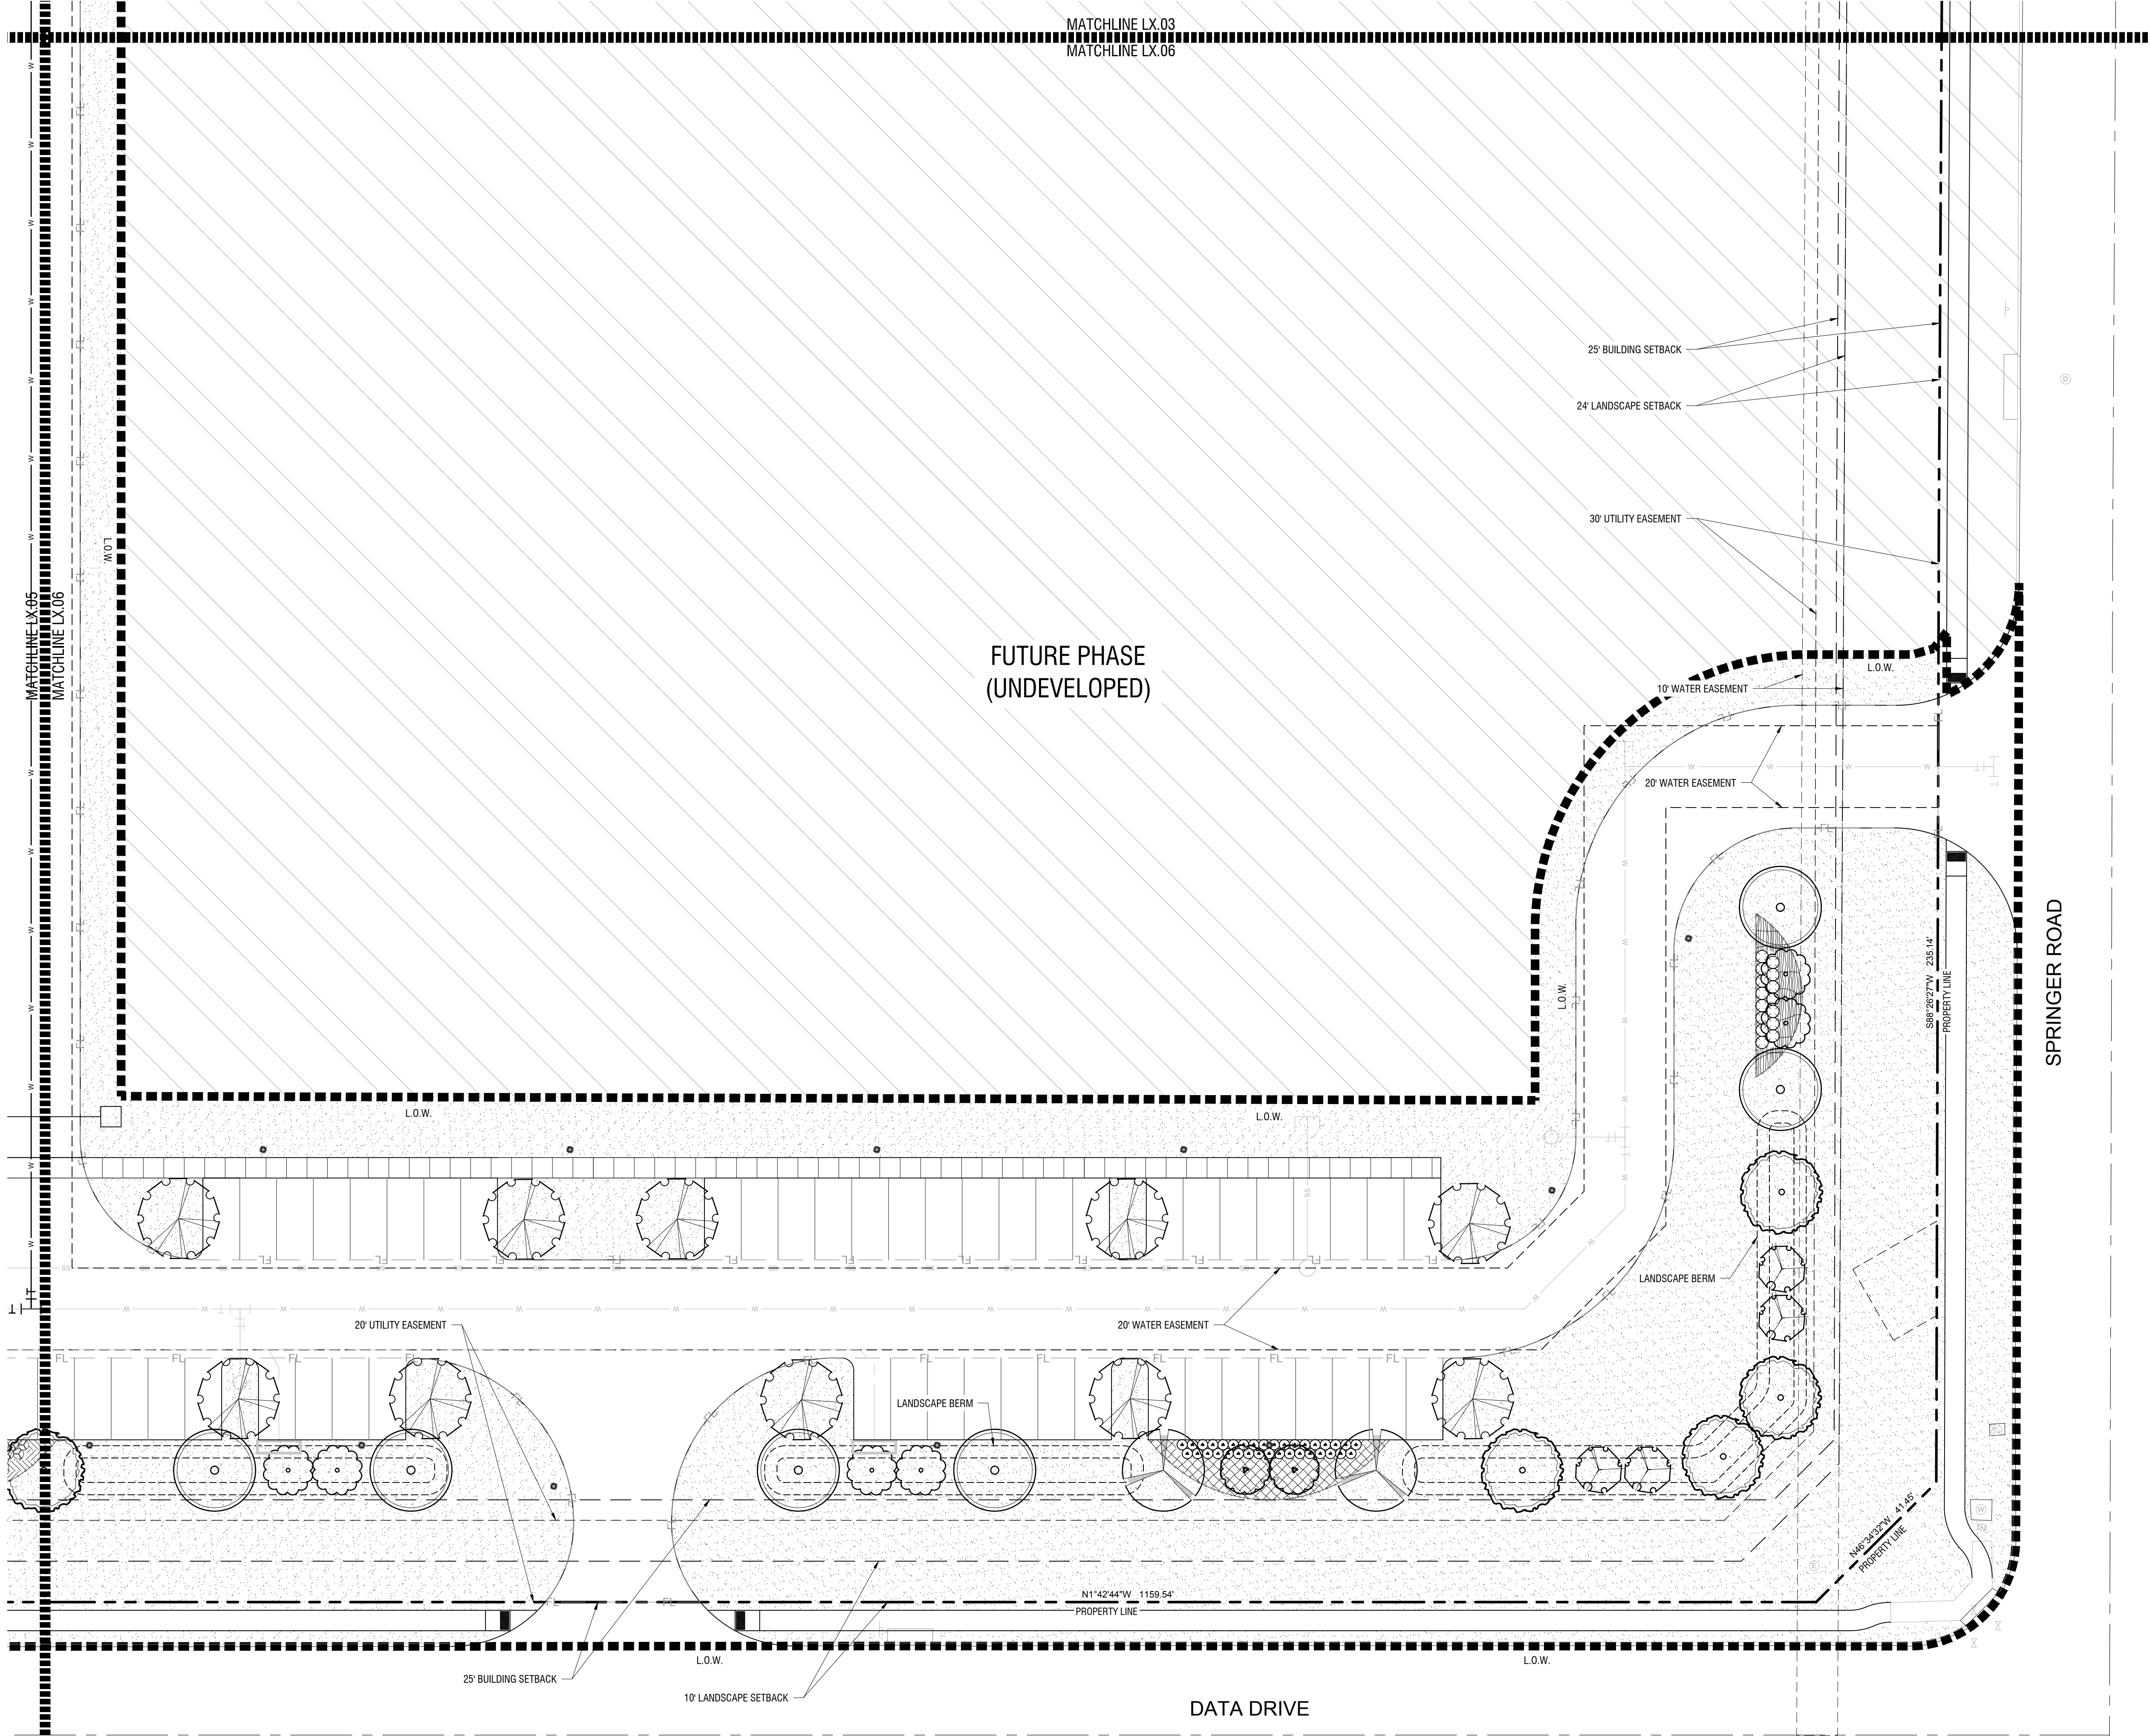 MATCHLINE LX.03
MATCHLINE LX.06
MATCHLINE LX.05
MATCHLINE LX.06
L.O.W.
25' BUILDING SETBACK
24' LANDSCAPE SETBACK
30' UTILITY EASEMENT
FUTURE PHASE
(UNDEVELOPED)
L.O.W.
10' WATER EASEMENT
20' WATER EASEMENT
SPRINGER ROAD
S88°26'27"W 235.14'
PROPERTY LINE
L.O.W.
L.O.W.
L.O.W.
LANDSCAPE BERM
20' UTILITY EASEMENT
20' WATER EASEMENT
LANDSCAPE BERM
N46°34'32"W 41.45'
PROPERTY LINE
N1°42'44"W 1159.54'
PROPERTY LINE
L.O.W.
L.O.W.
25' BUILDING SETBACK
10' LANDSCAPE SETBACK
DATA DRIVE